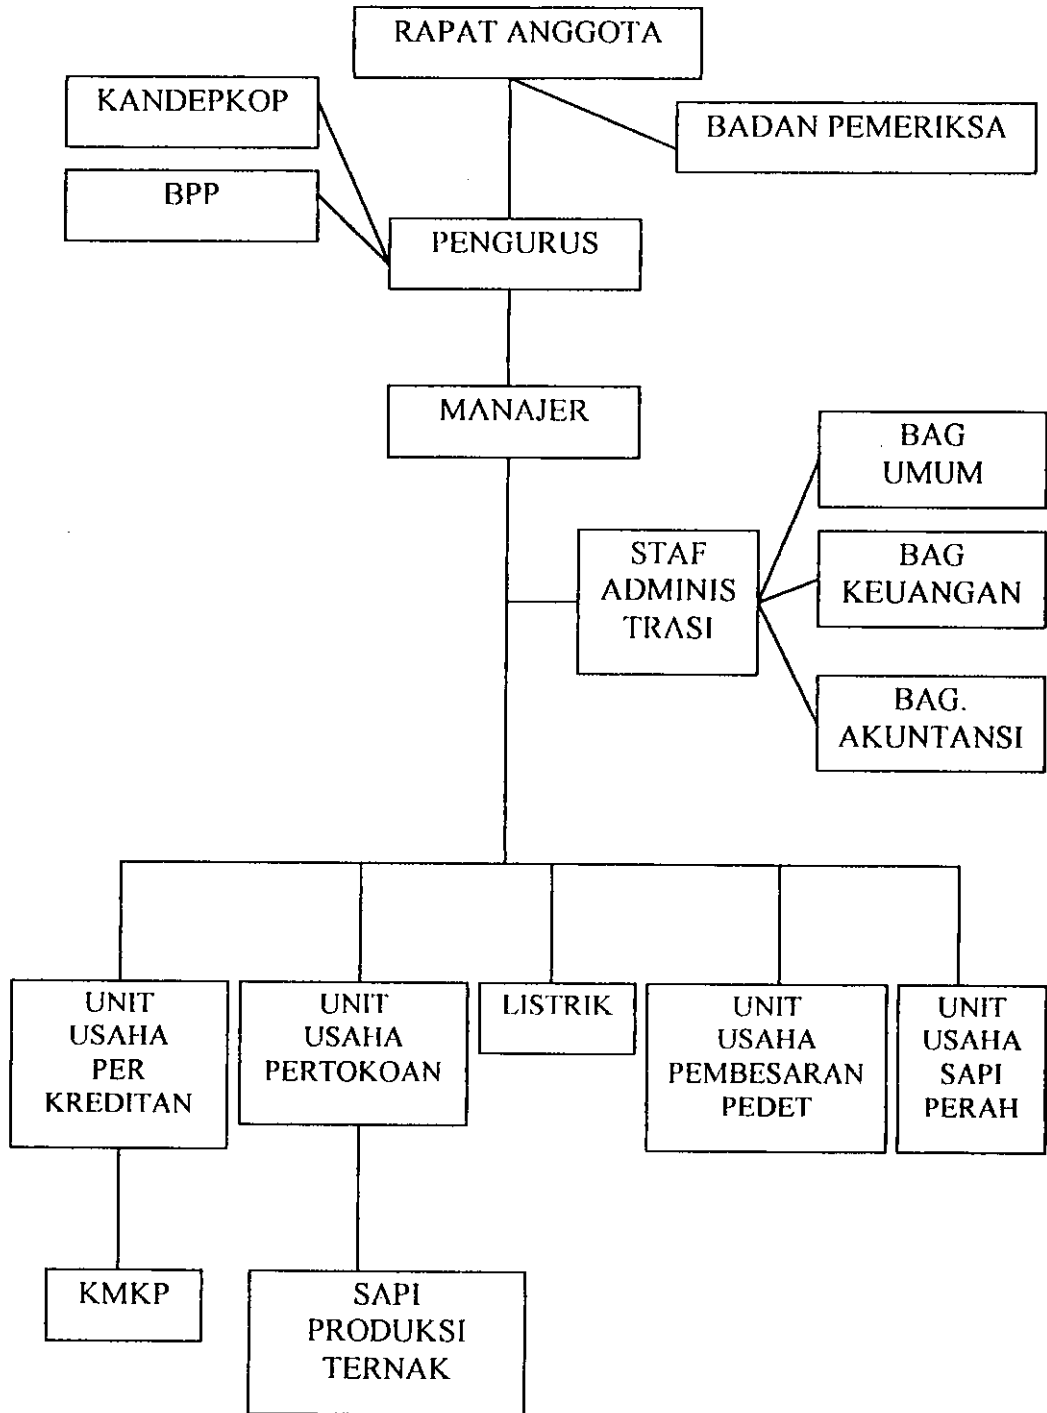 RAPAT ANGGOTA
KANDEPKOP
BADAN PEMERIKSA
BPP
PENGURUS
MANAJER
BAG
UMUM
STAF
ADMINIS
TRASI
BAG
KEUANGAN
BAG.
AKUNTANSI
UNIT
USAHA
PER
KREDITAN
UNIT
USAHA
PERTOKOAN
LISTRIK
UNIT
USAHA
PEMBESARAN
PEDET
UNIT
USAHA
SAPI
PERAH
KMKP
SAPI
PRODUKSI
TERNAK